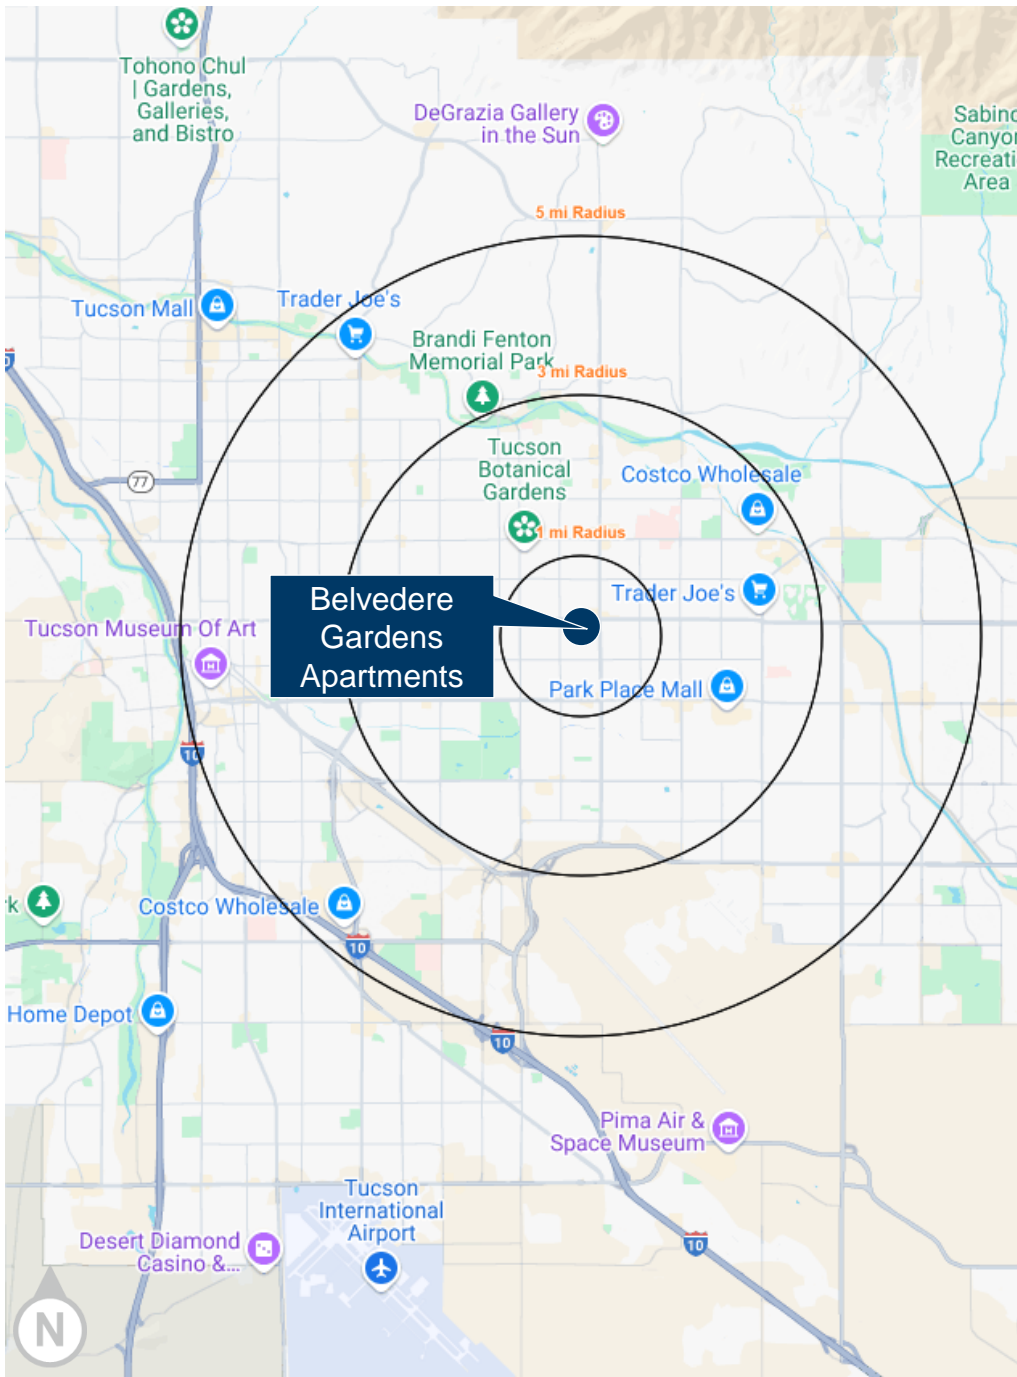 Tohono Chul
| Gardens,
Galleries,
and Bistro
DeGrazia Gallery
in the Sun
Sabino
Canyon
Area
5 mi Radius
Tucson Mall
Trader Joe's
Brandi Fenton
Memorial Park
3 mi Radius
Tucson
Botanical
Gardens
Costco Wholesale
77
1 mi Radius
Belvedere
Gardens
Apartments
Trader Joe's
Tucson Museum Of Art
Park Place Mall
10
Costco Wholesale
10
Home Depot
10
Pima Air &
Space Museum
Tucson
International
Airport
Desert Diamond
Casino &...
10
N